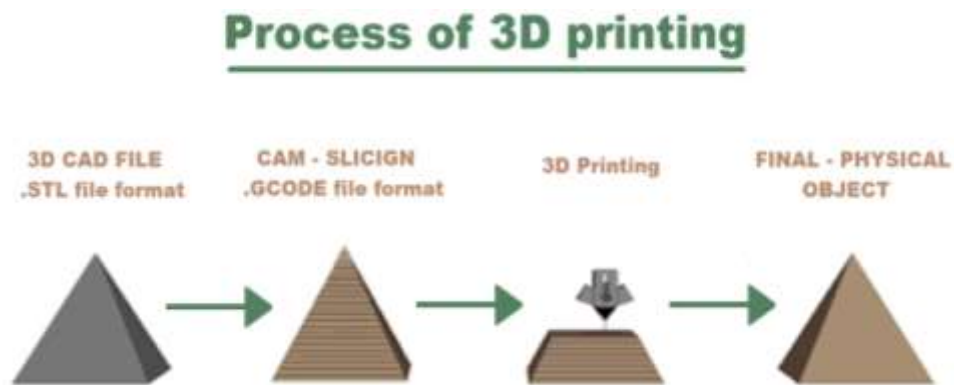 Process of 3D printing
3D CAD FILE
.STL file format
CAM - SLICIGN
.GCODE file format
3D Printing
FINAL - PHYSICAL
OBJECT